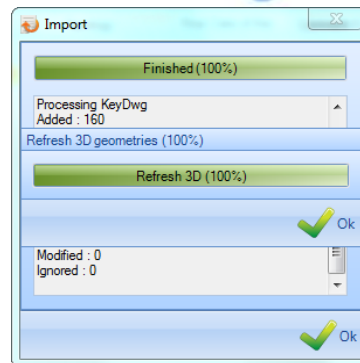 Import
Finished (100%)
Processing KeyDwg
Added : 160
Refresh 3D geometries (100%)
Refresh 3D (100%)
Ok
Modified : 0
Ignored : 0
Ok